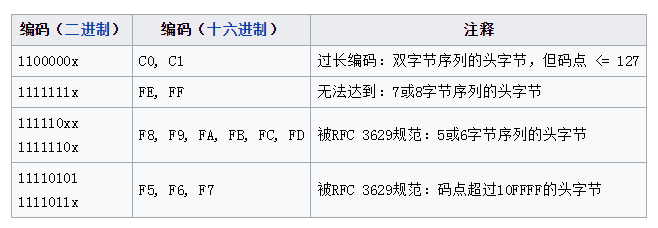 编码（二进制） 编码（十六进制） 注释
1100000x C0, C1 过长编码：双字节序列的头字节，但码点 <= 127
1111111x FE, FF 无法达到：7或8字节序列的头字节
111110xx
1111110x F8, F9, FA, FB, FC, FD 被RFC 3629规范：5或6字节序列的头字节
11110101
1111011x F5, F6, F7 被RFC 3629规范：码点超过10FFFF的头字节